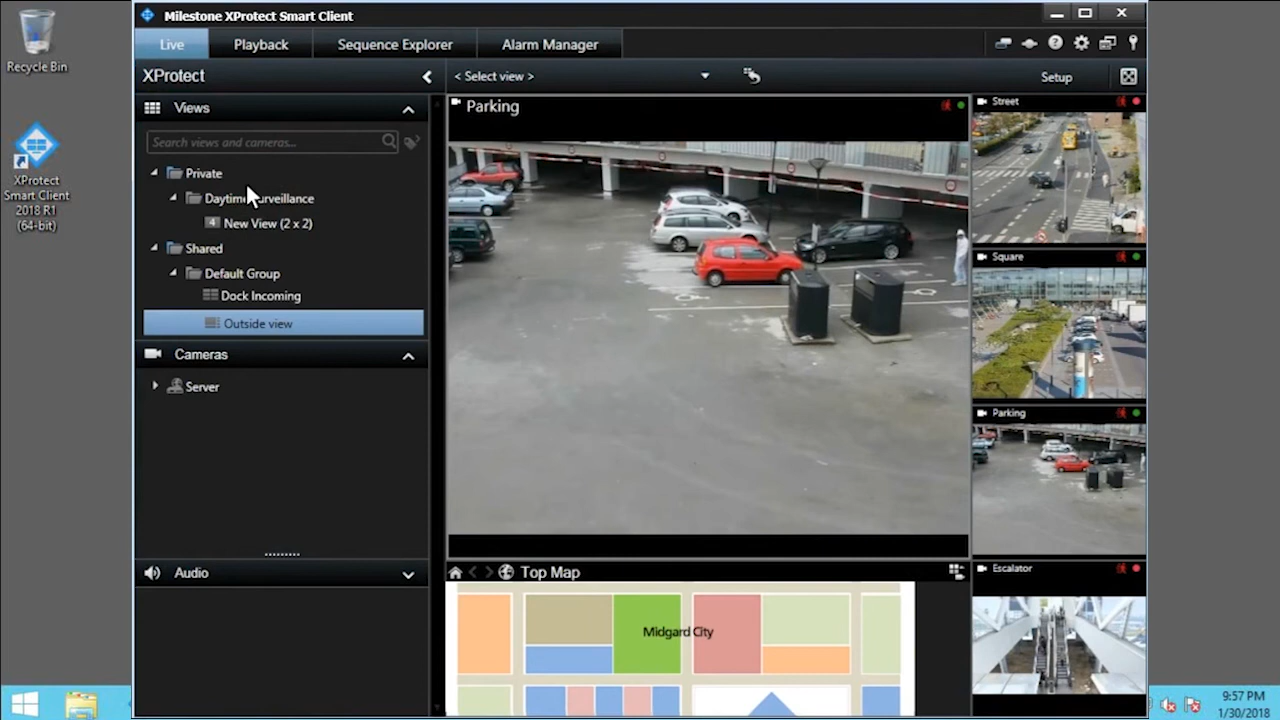 Recycle Bin
XProtect
Smart Client
2018 R1
(64-bit)
Milestone XProtect Smart Client
Live
Playback
Sequence Explorer
Alarm Manager
XProtect
< Select view >
Setup
Views
Search views and cameras...
Private
New View (2 x 2)
Shared
Default Group
Dock Incoming
Outside view
Cameras
Server
Audio
Parking
Top Map
Midgard City
Street
Square
Parking
Escalator
9:57 PM
1/30/2018